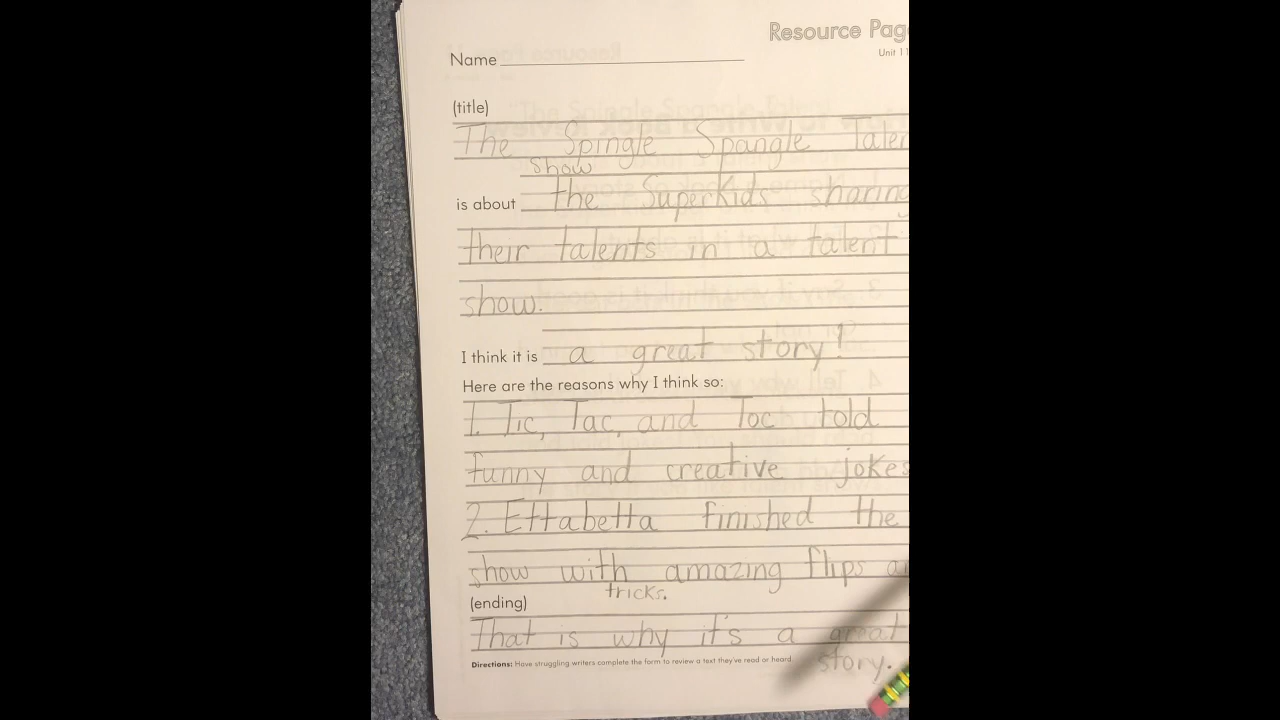 Resource Pag
Unit 11
Name
(title)
The Spingle Spangle Talen
show
is about the Superkids sharing
their talents in a talent
show.
I think it is a great story!
Here are the reasons why I think so:
1. Tic, Tac, and Toc told
funny and creative jokes
2. Ettabetta finished the
show with amazing flips an
tricks.
(ending)
That is why it's a great
story.
Directions: Have struggling writers complete the form to review a text they've read or heard.